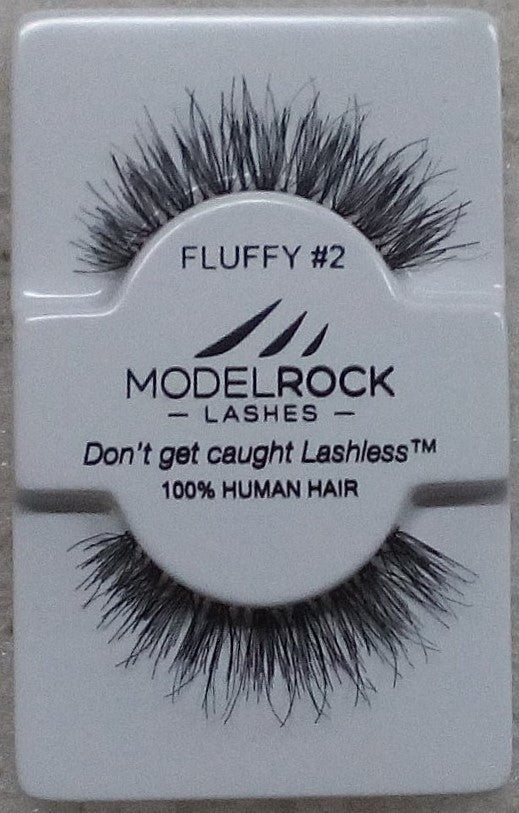 FLUFFY #2
MODELROCK
– LASHES –
Don't get caught Lashless™
100% HUMAN HAIR